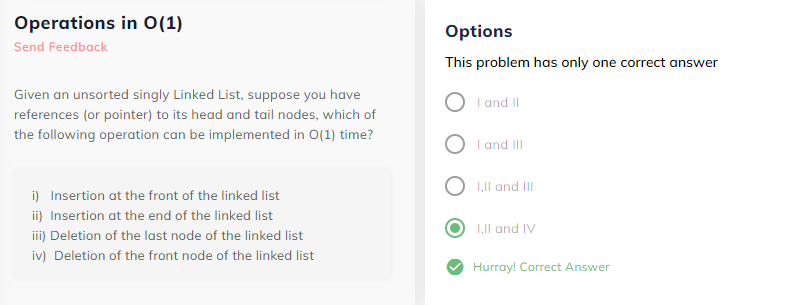 Operations in O(1)
Send Feedback
Given an unsorted singly Linked List, suppose you have
references (or pointer) to its head and tail nodes, which of
the following operation can be implemented in O(1) time?
i) Insertion at the front of the linked list
ii) Insertion at the end of the linked list
iii) Deletion of the last node of the linked list
iv) Deletion of the front node of the linked list
Options
This problem has only one correct answer
I and II
I and III
I,II and III
I,II and IV
Hurray! Correct Answer